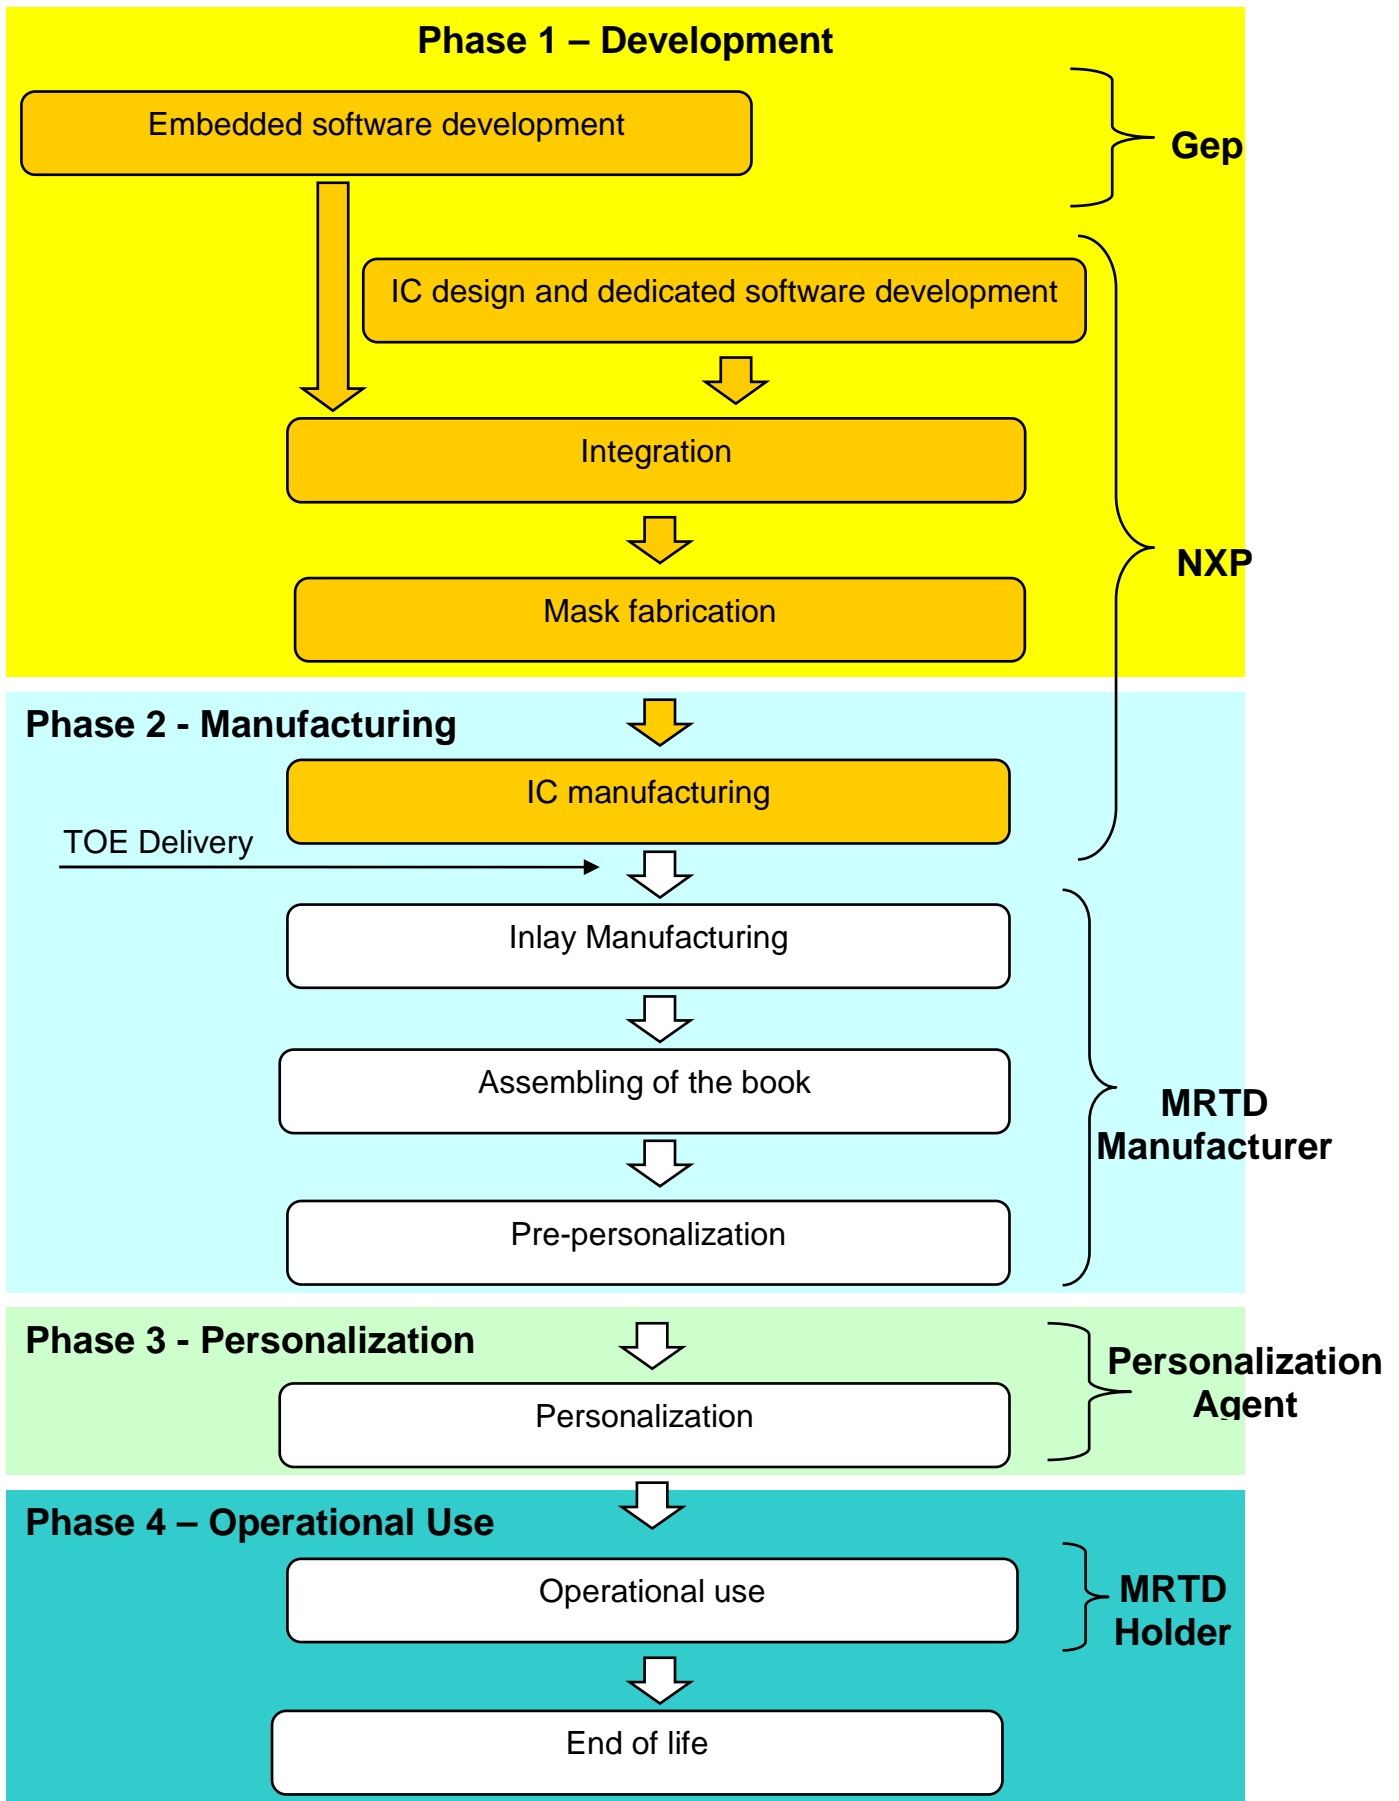 Phase 1 – Development
Embedded software development
Gep
IC design and dedicated software development
Integration
NXP
Mask fabrication
Phase 2 - Manufacturing
IC manufacturing
TOE Delivery
Inlay Manufacturing
Assembling of the book
MRTD
Manufacturer
Pre-personalization
Phase 3 - Personalization
Personalization
Agent
Personalization
Phase 4 – Operational Use
Operational use
MRTD
Holder
End of life